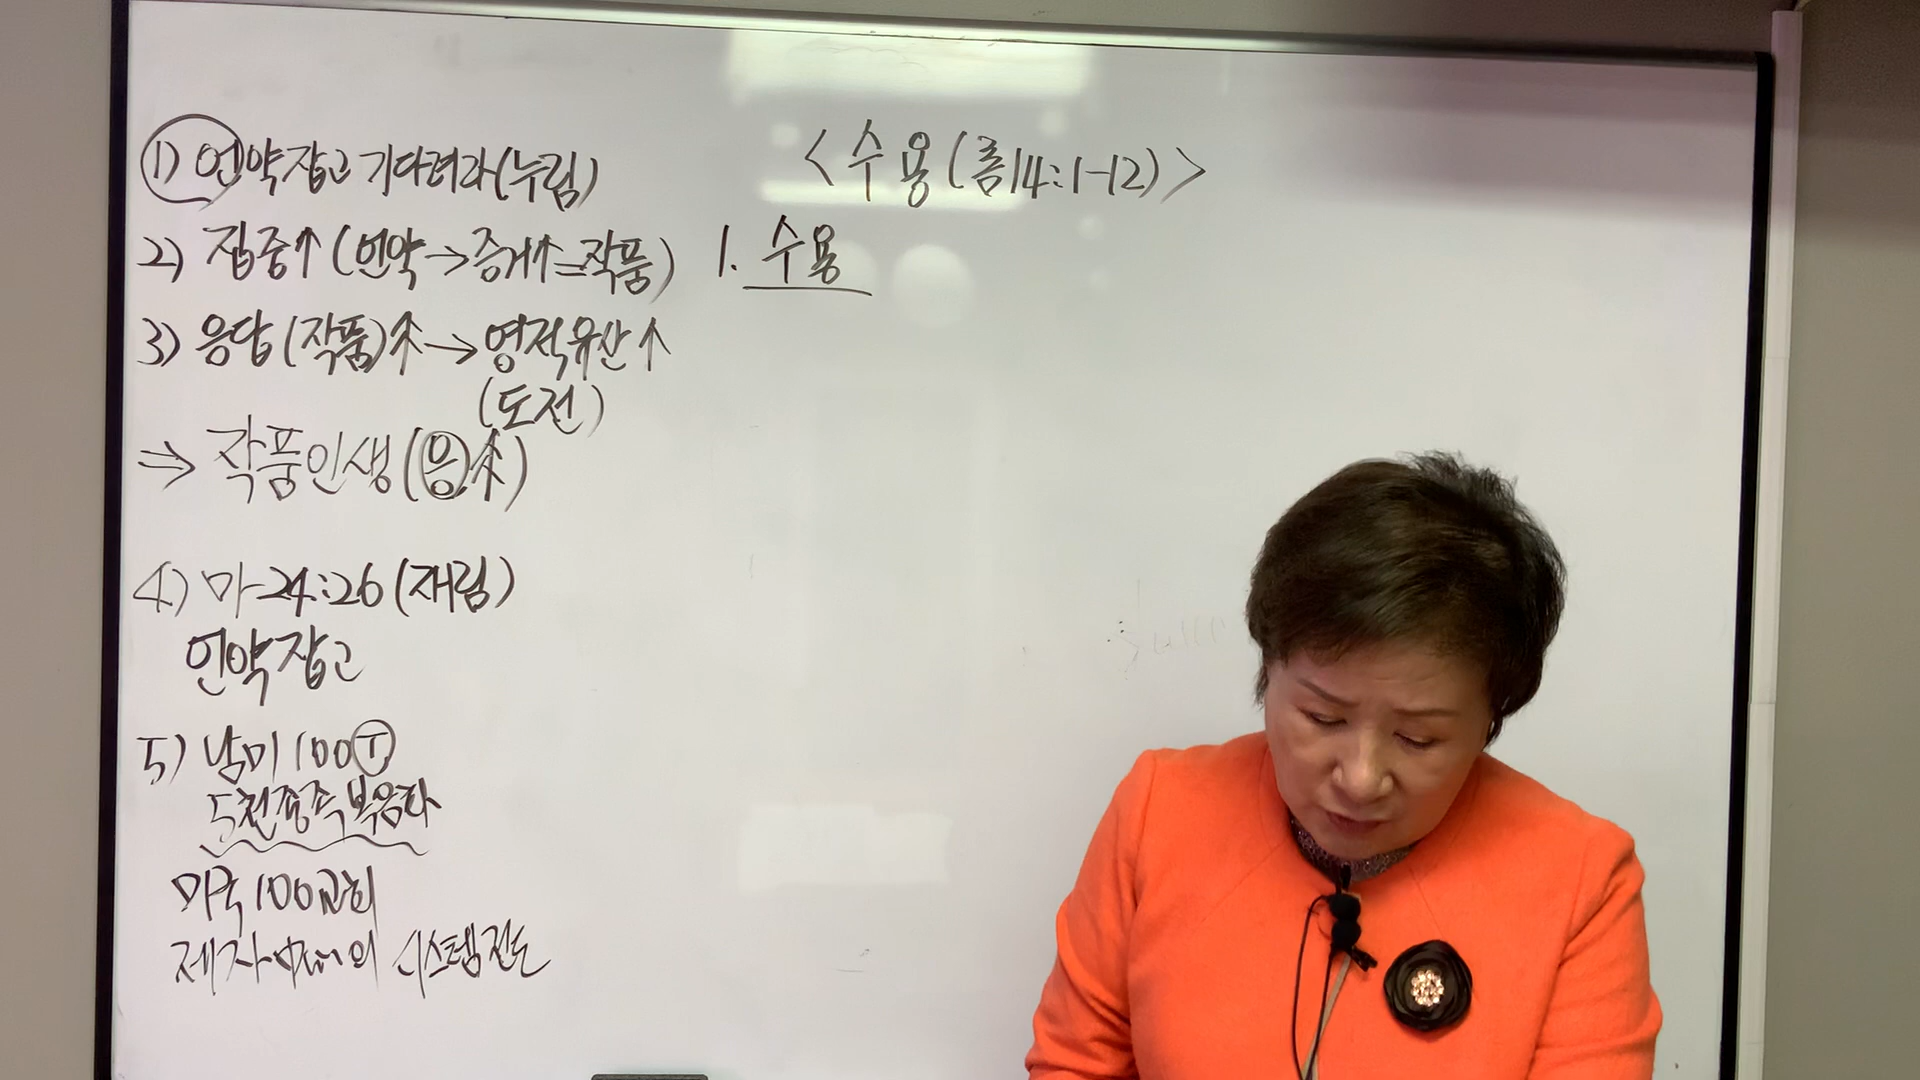 1) 언약잡고 기다려라(누림)
2) 집중↑(언약→증거↑=작품)
3) 응답(작품)↑→영적유산↑
(도전)
⇒ 작품인생(응↑)
4) 마24:26(재림)
언약잡고
5) 남미100T
5천종족복음화
미국100교회
제자 의 시스템전도
<수용(롬14:1-12)>
1. 수용